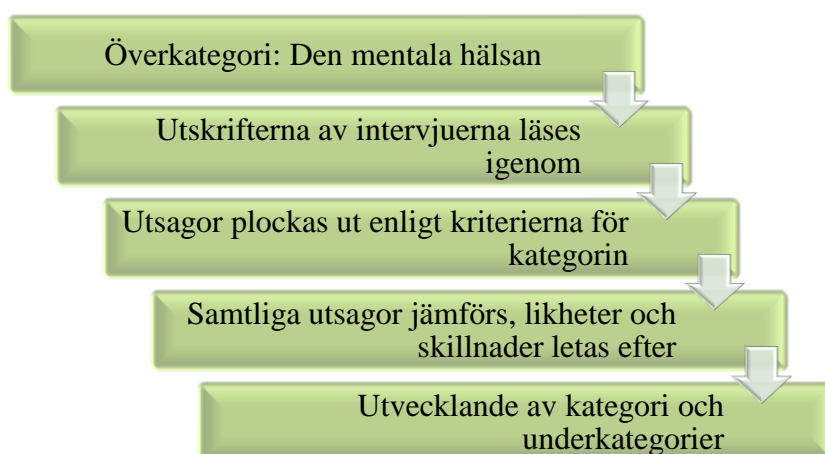 Överkategori: Den mentala hälsan
Utskrifterna av intervjuerna läses
igenom
Utsagor plockas ut enligt kriterierna för
kategorin
Samtliga utsagor jämförs, likheter och
skillnader letas efter
Utvecklande av kategori och
underkategorier